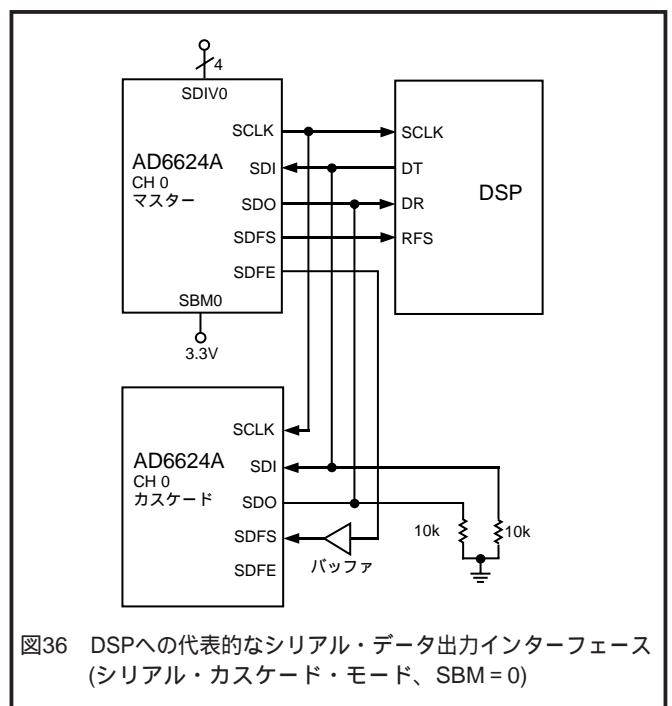 4
SDIV0
SCLK
AD6624A
CH 0
マスター
SDI
SDO
SDFS
SDFE
SBM0
3.3V
SCLK
DT
DR
RFS
DSP
AD6624A
CH 0
カスケード
SCLK
SDI
SDO
SDFS
SDFE
バッファ
10k
10k
図36 DSPへの代表的なシリアル・データ出力インターフェース
(シリアル・カスケード・モード、SBM = 0)